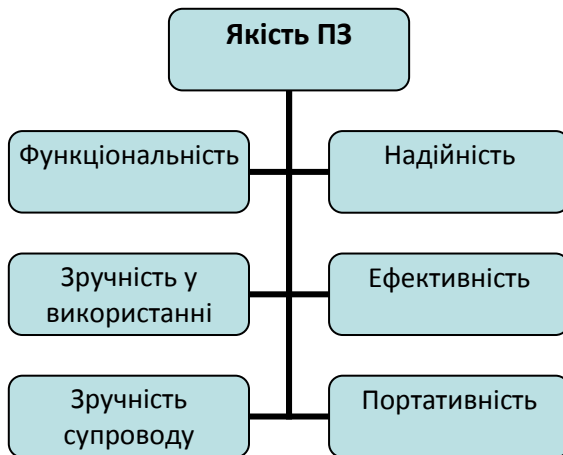 Якість ПЗ
Функціональність
Надійність
Зручність у
використанні
Ефективність
Зручність
супроводу
Портативність